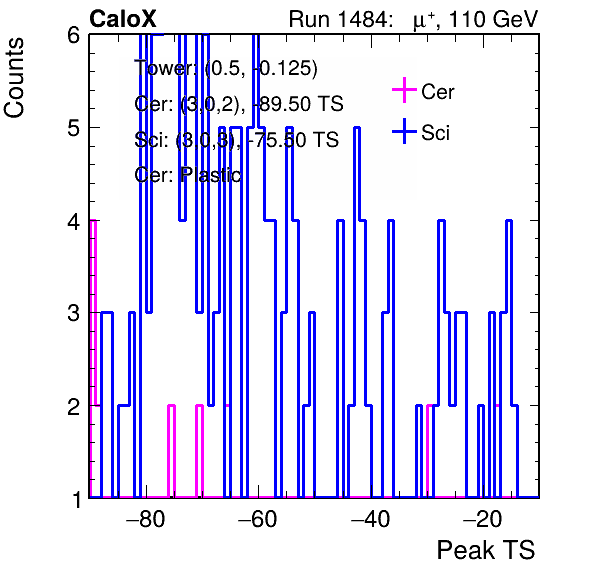 CaloX Run 1484: μ⁺, 110 GeV
Counts
Tower: (0.5, -0.125)
Cer: (3,0,2), -89.50 TS
Sci: (3,0,3), -75.50 TS
Cer: Plastic
Cer
Sci
6
5
4
3
2
1
−80 −60 −40 −20
Peak TS